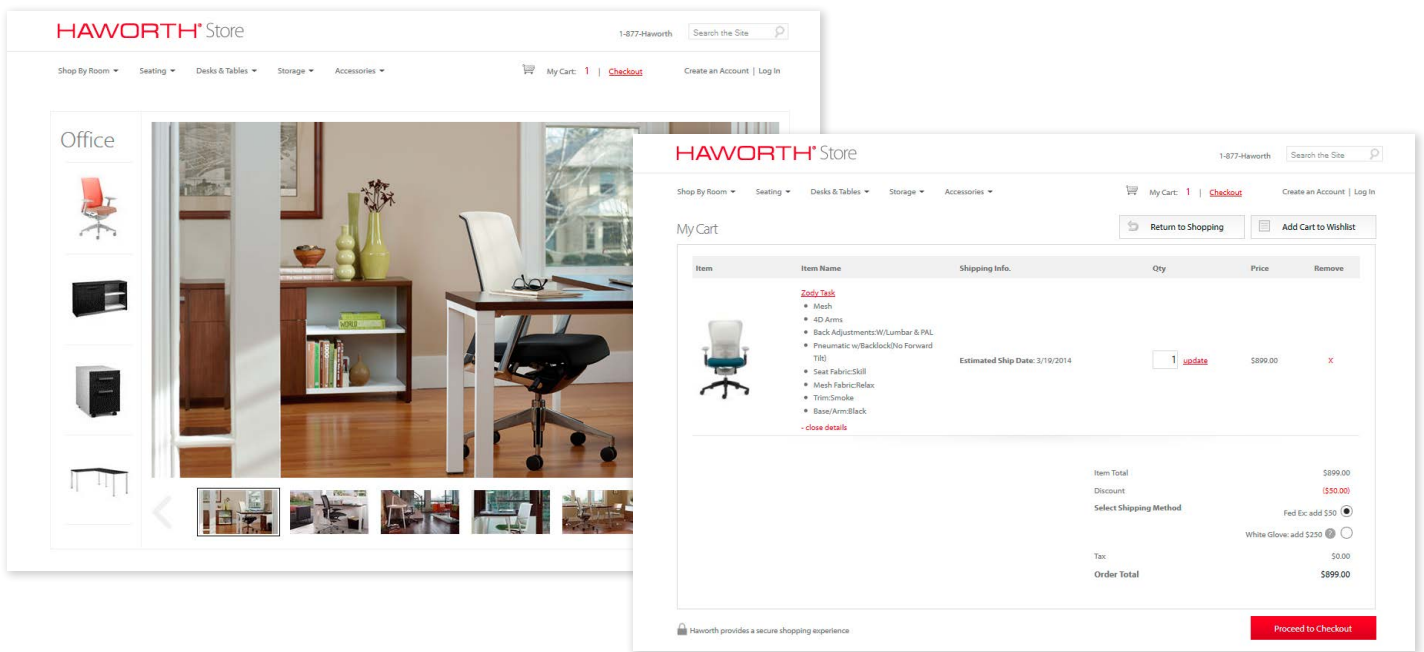 HAWORTH® Store
1-877-Haworth
Search the Site
Shop By Room
Seating
Desks & Tables
Storage
Accessories
My Cart: 1 | Checkout
Create an Account | Log In
Office
WORLD
HAWORTH® Store
1-877-Haworth
Search the Site
Shop By Room
Seating
Desks & Tables
Storage
Accessories
My Cart: 1 | Checkout
Create an Account | Log In
My Cart
Return to Shopping
Add Cart to Wishlist
Item
Item Name
Shipping Info.
Qty
Price
Remove
Zody Task
• Mesh
• 4D Arms
• Back Adjustments:W/Lumbar & PAL
• Pneumatic w/Backlock(No Forward
Tilt)
• Seat Fabric:Skill
• Mesh Fabric:Relax
• Trim:Smoke
• Base/Arm:Black
- close details
Estimated Ship Date: 3/19/2014
1 update
$899.00
X
Item Total $899.00
Discount ($50.00)
Select Shipping Method
Fed Ex: add $50
White Glove: add $250 ?
Tax $0.00
Order Total $899.00
Haworth provides a secure shopping experience
Proceed to Checkout